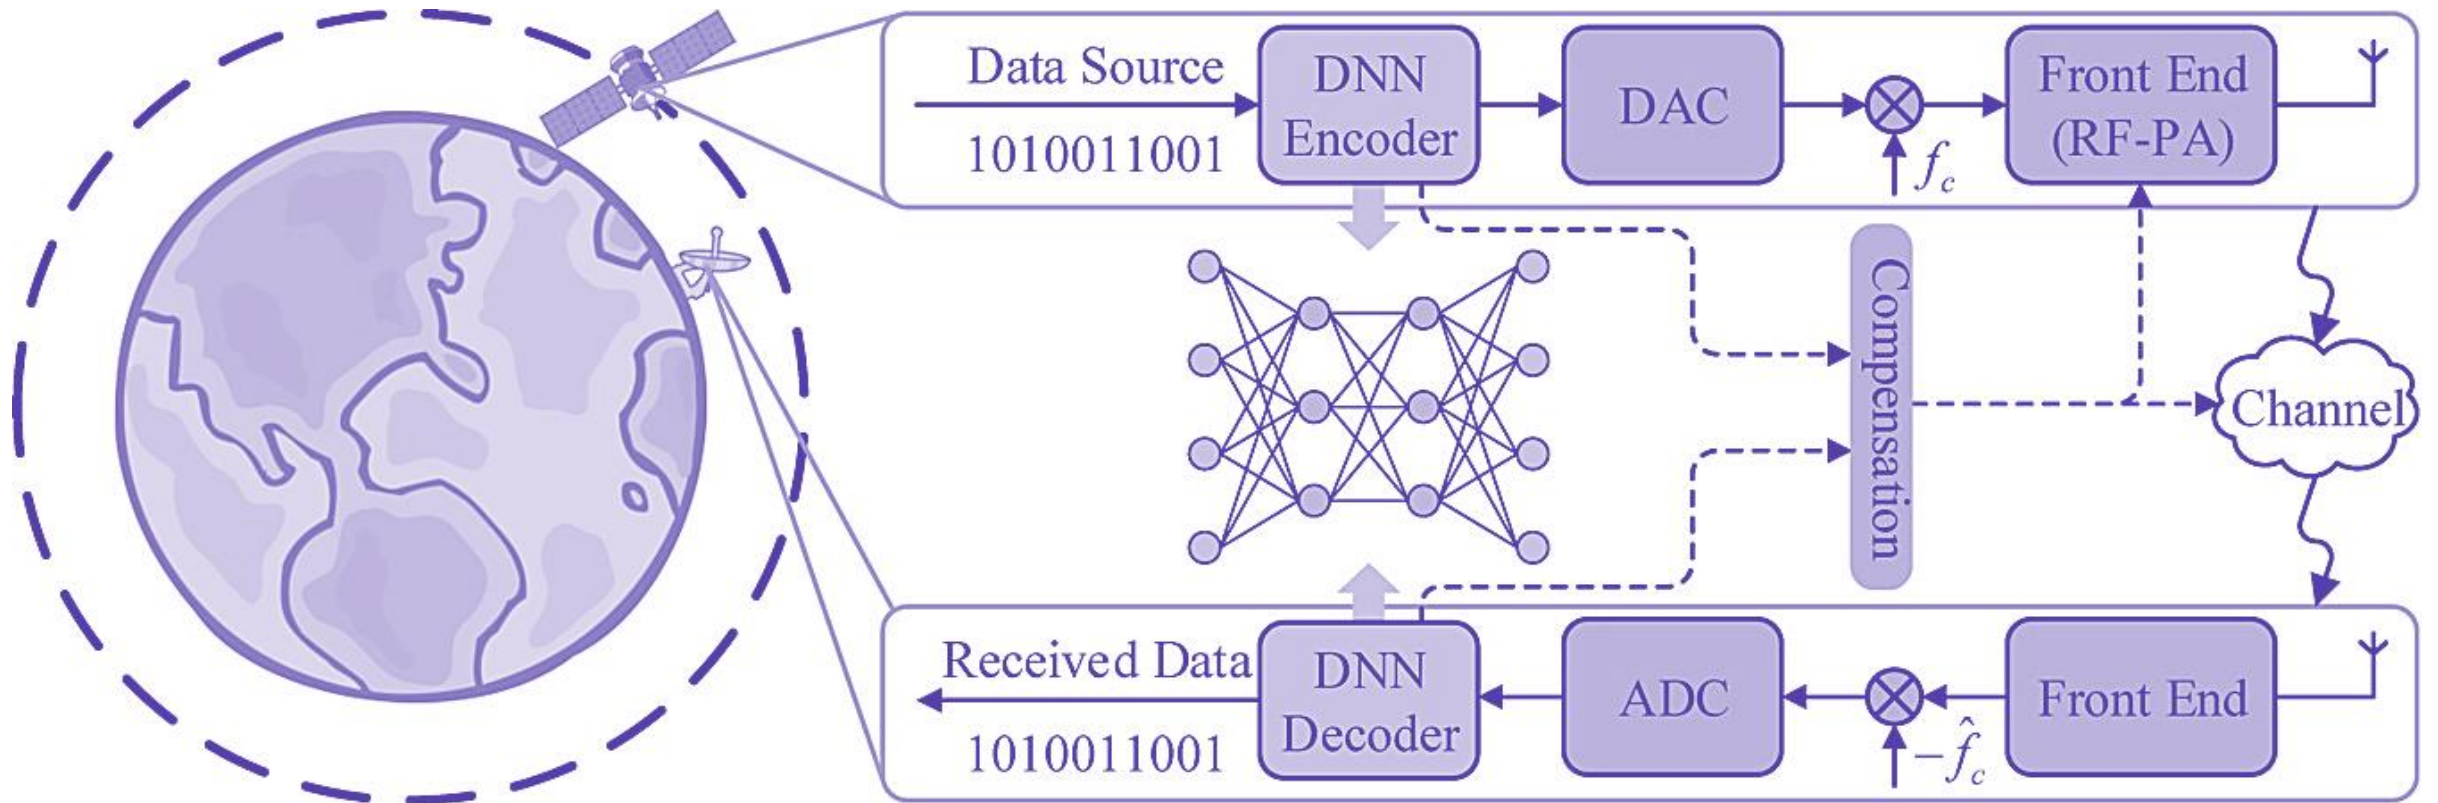 Data Source
1010011001
DNN
Encoder
DAC
f_c
Front End
(RF-PA)
Compensation
Channel
Received Data
1010011001
DNN
Decoder
ADC
−f̂_c
Front End